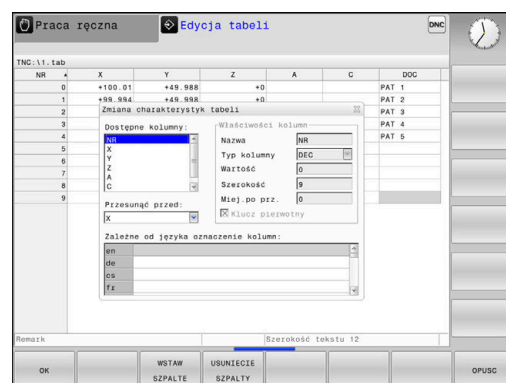 Praca ręczna
Edycja tabeli
DNC
TNC:\1.tab
NR X Y Z A C DOC
0 +100.01 +49.988 +0 PAT 1
1 +99.994 +49.998 +0 PAT 2
2 PAT 3
3 PAT 4
4 PAT 5
5
6
7
8
9
Zmiana charakterystyk tabeli
Dostępne kolumny:
NR
X
Y
Z
A
C
Przesunąć przed:
X
Właściwości kolumn
Nazwa NR
Typ kolumny DEC
Wartość 0
Szerokość 9
Miej.po prz. 0
Klucz pierwotny
Zależne od języka oznaczenie kolumn:
en
de
cs
fr
Remark
Szerokość tekstu 12
OK
WSTAW SZPALTE
USUNIECIE SZPALTY
OPUSC